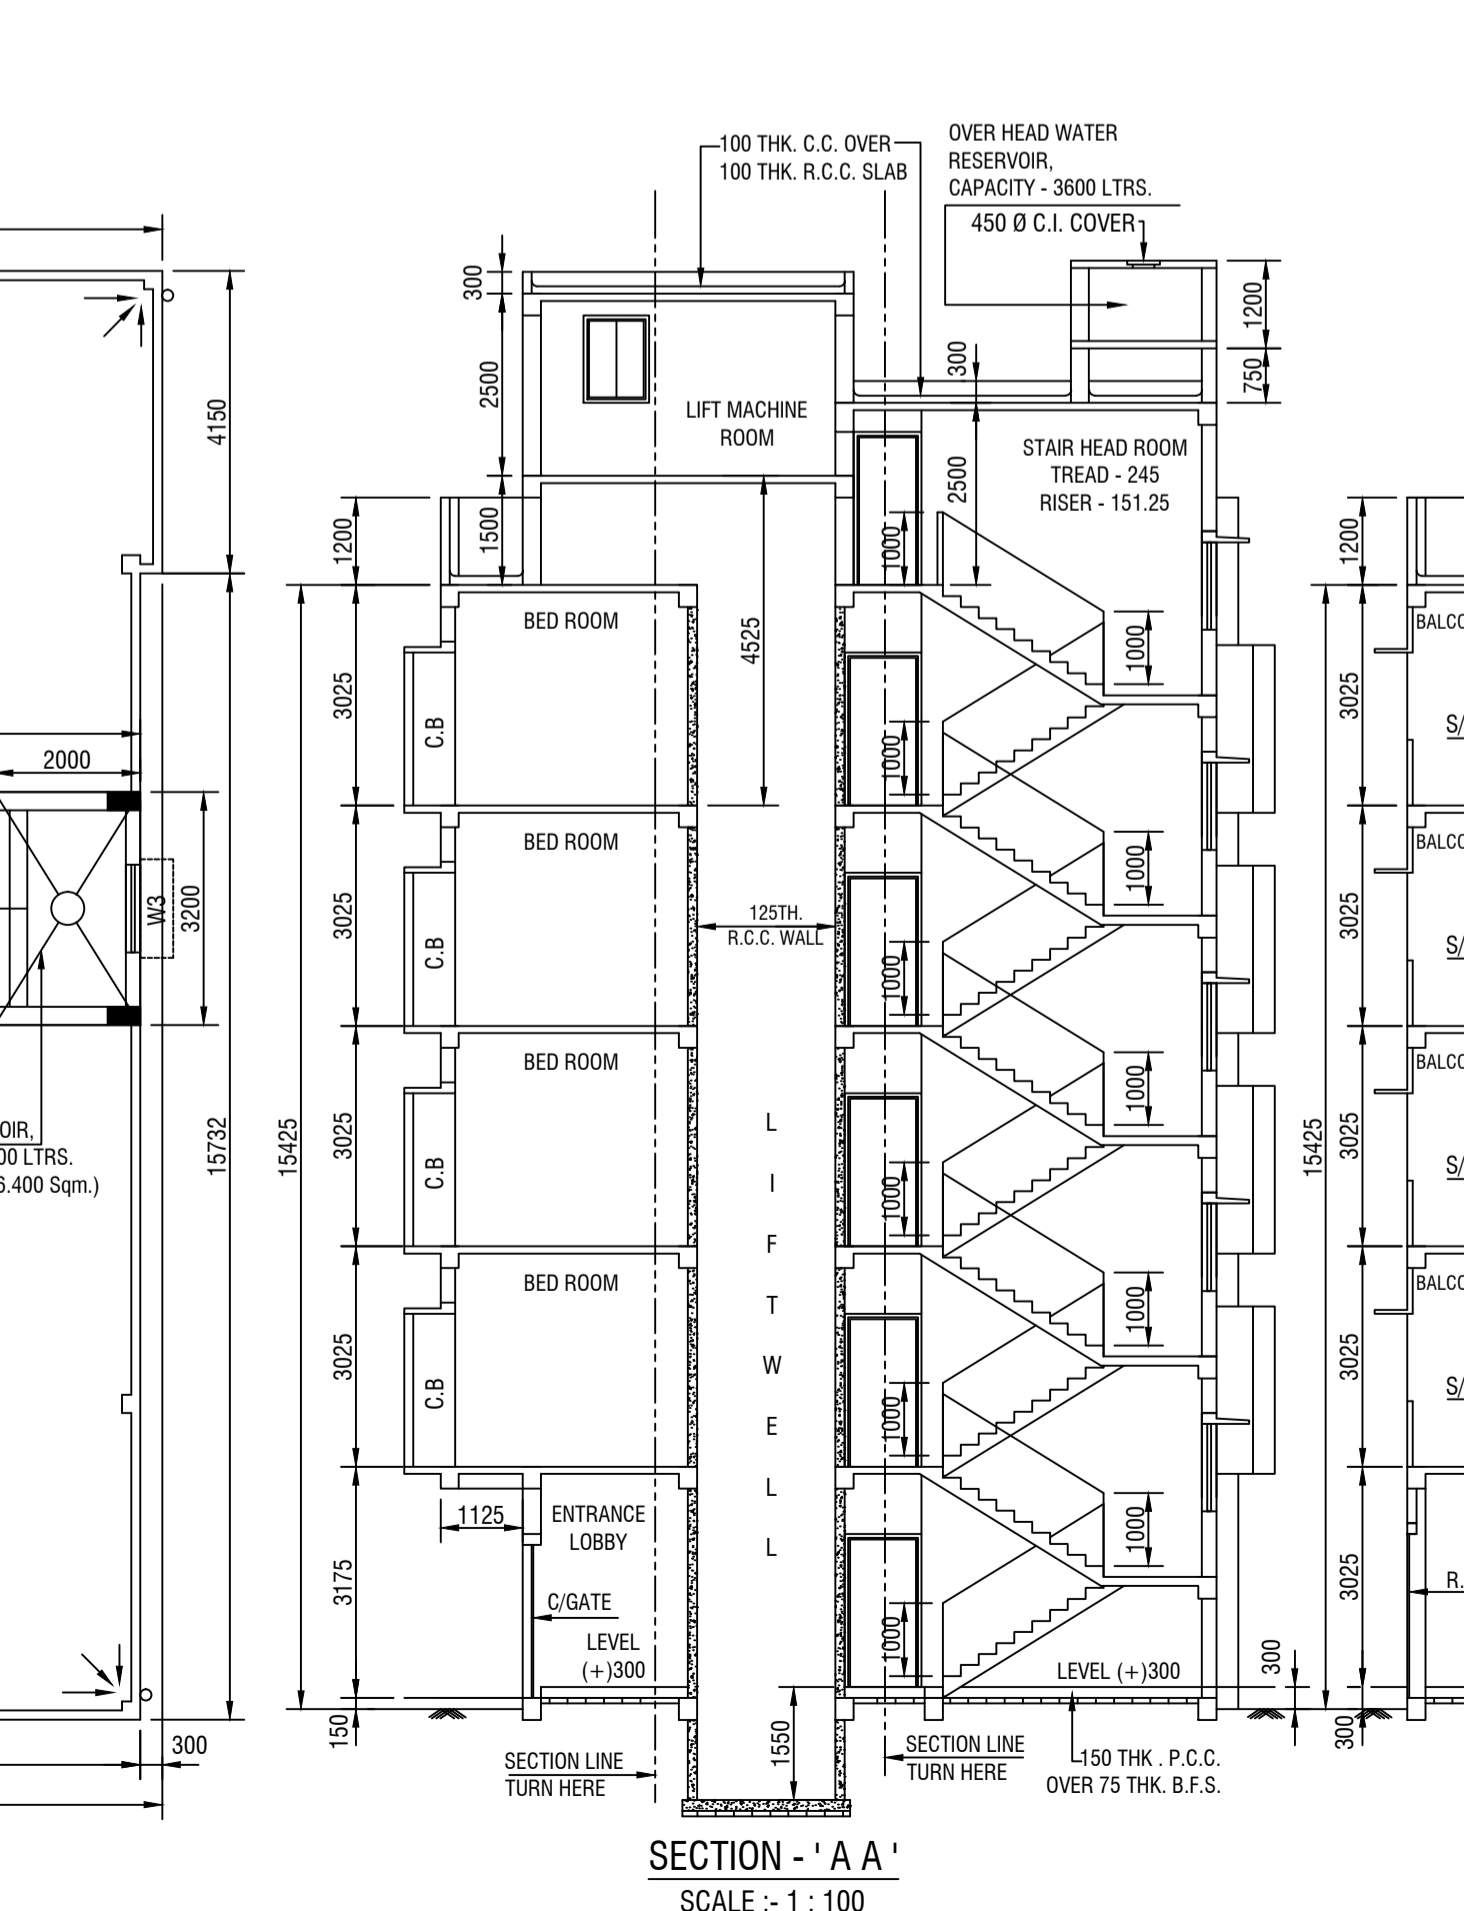 100 THK. C.C. OVER
100 THK. R.C.C. SLAB
OVER HEAD WATER
RESERVOIR,
CAPACITY - 3600 LTRS.
450 Ø C.I. COVER
300
2500
1500
1200
4150
LIFT MACHINE
ROOM
300
2500
1200
750
STAIR HEAD ROOM
TREAD - 245
RISER - 151.25
1000
1000
1200
BED ROOM
4525
3025
C.B
1000
1000
3025
BALCO
S/
2000
W3
3200
BED ROOM
3025
C.B
125TH.
R.C.C. WALL
1000
1000
3025
BALCO
S/
OIR,
00 LTRS.
6.400 Sqm.)
15732
15425
BED ROOM
3025
C.B
1000
1000
15425
3025
BALCO
S/
L
I
F
T
W
E
L
L
BED ROOM
3025
C.B
1000
1000
3025
BALCO
S/
1125
ENTRANCE
LOBBY
3175
C/GATE
LEVEL
(+)300
1000
LEVEL (+)300
300
3025
R.
150
300
300
1550
SECTION LINE
TURN HERE
SECTION LINE
TURN HERE
150 THK . P.C.C.
OVER 75 THK. B.F.S.
SECTION - ' A A '
SCALE :- 1 : 100